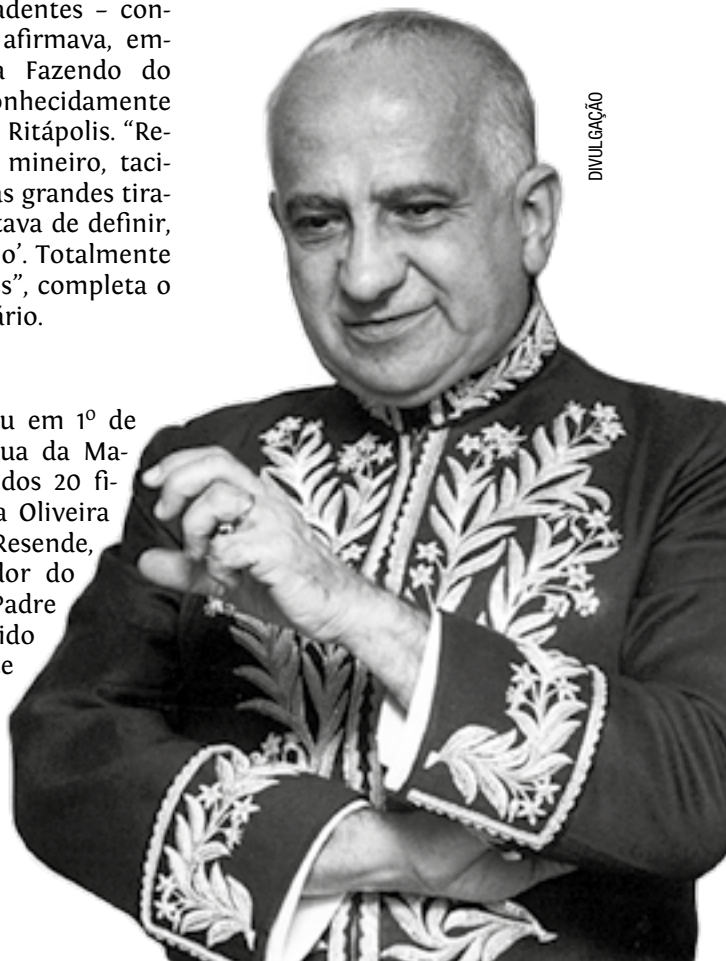 adentes – con-
afirmava, em-
a Fazendo do
onhecidamente
Ritápolis. “Re-
mineiro, taci-
as grandes tira-
tava de definir,
o’. Totalmente
s”, completa o
ário.
u em 1º de
ua da Ma-
dos 20 fi-
a Oliveira
Resende,
dor do
Padre
ido
e
DIVULGAÇÃO